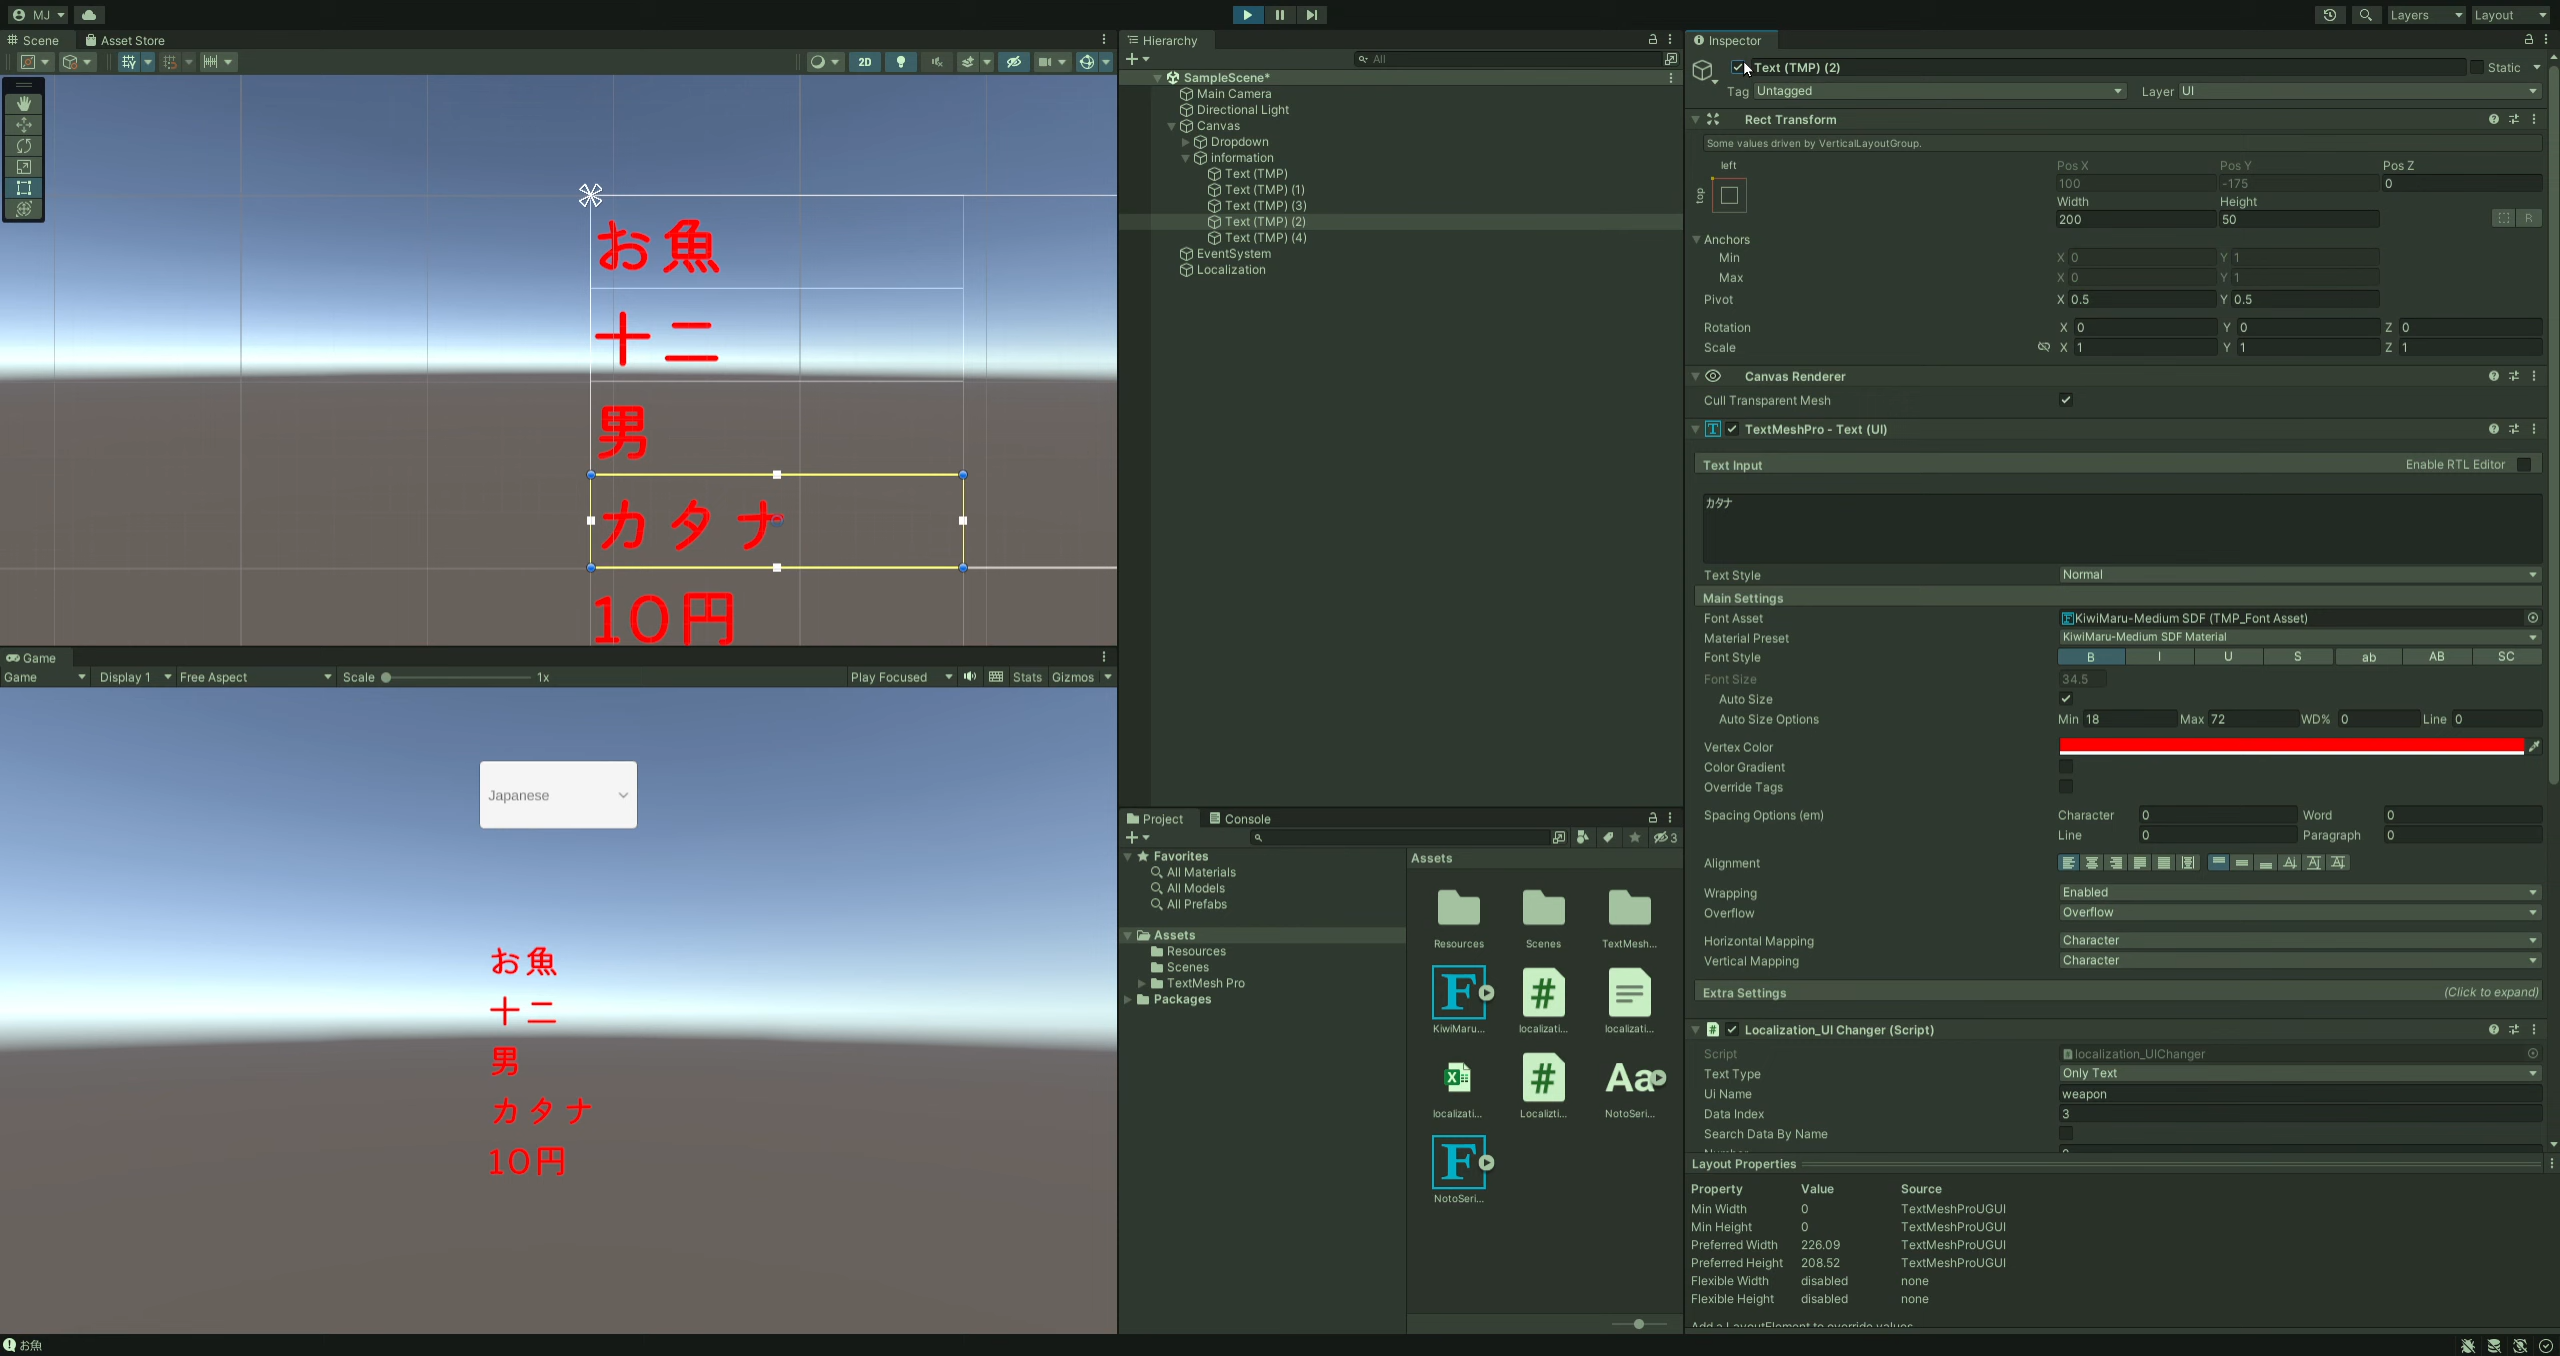 MJ
Layers
Layout
Scene
Asset Store
2D
お魚
十二
男
カタナ
10円
Game
Game
Display 1
Free Aspect
Scale
1x
Play Focused
Stats
Gizmos
Japanese
お魚
十二
男
カタナ
10円
お魚
Hierarchy
All
SampleScene*
Main Camera
Directional Light
Canvas
Dropdown
information
Text (TMP)
Text (TMP) (1)
Text (TMP) (3)
Text (TMP) (2)
Text (TMP) (4)
EventSystem
Localization
Project
Console
3
Favorites
All Materials
All Models
All Prefabs
Assets
Resources
Scenes
TextMesh Pro
Packages
Assets
Resources
Scenes
TextMesh...
KiwiMaru...
localizati...
localizati...
localizati...
Localizti...
NotoSeri...
NotoSeri...
Inspector
Text (TMP) (2)
Static
Tag Untagged
Layer UI
Rect Transform
Some values driven by VerticalLayoutGroup.
left
top
Pos X Pos Y Pos Z
100 -175 0
Width Height
200 50
R
Anchors
Min X 0 Y 1
Max X 0 Y 1
Pivot X 0.5 Y 0.5
Rotation X 0 Y 0 Z 0
Scale X 1 Y 1 Z 1
Canvas Renderer
Cull Transparent Mesh
TextMeshPro - Text (UI)
Text Input
Enable RTL Editor
カタナ
Text Style Normal
Main Settings
Font Asset KiwiMaru-Medium SDF (TMP_Font Asset)
Material Preset KiwiMaru-Medium SDF Material
Font Style B I U S ab AB SC
Font Size 34.5
Auto Size
Auto Size Options Min 18 Max 72 WD% 0 Line 0
Vertex Color
Color Gradient
Override Tags
Spacing Options (em) Character 0 Word 0
Line 0 Paragraph 0
Alignment
Wrapping Enabled
Overflow Overflow
Horizontal Mapping Character
Vertical Mapping Character
Extra Settings (Click to expand)
Localization_UI Changer (Script)
Script localization_UIChanger
Text Type Only Text
Ui Name weapon
Data Index 3
Search Data By Name
Layout Properties
Property Value Source
Min Width 0 TextMeshProUGUI
Min Height 0 TextMeshProUGUI
Preferred Width 226.09 TextMeshProUGUI
Preferred Height 208.52 TextMeshProUGUI
Flexible Width disabled none
Flexible Height disabled none